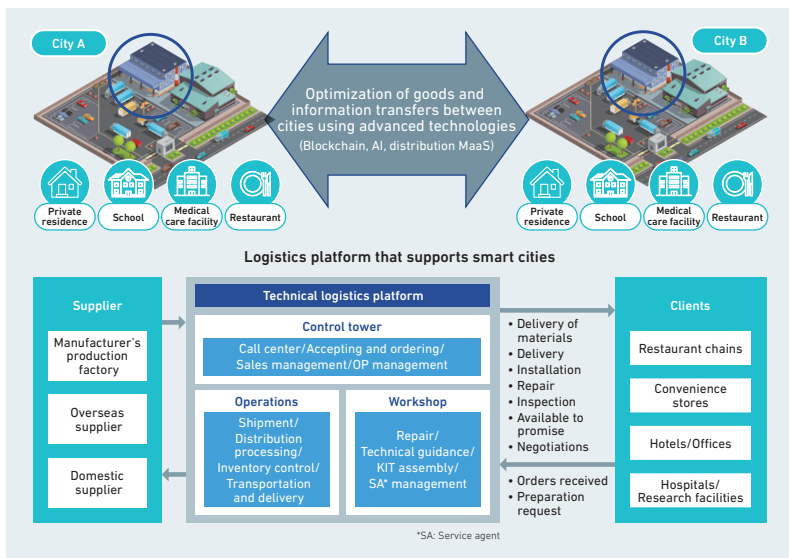 City A
City B
Optimization of goods and
information transfers between
cities using advanced technologies
(Blockchain, AI, distribution MaaS)
Private
residence
School
Medical
care facility
Restaurant
Private
residence
School
Medical
care facility
Restaurant
Logistics platform that supports smart cities
Supplier
Manufacturer's
production
factory
Overseas
supplier
Domestic
supplier
Technical logistics platform
Control tower
Call center/Accepting and ordering/
Sales management/OP management
Operations
Shipment/
Distribution
processing/
Inventory control/
Transportation
and delivery
Workshop
Repair/
Technical guidance/
KIT assembly/
SA* management
• Delivery of
materials
• Delivery
• Installation
• Repair
• Inspection
• Available to
promise
• Negotiations
• Orders received
• Preparation
request
Clients
Restaurant chains
Convenience
stores
Hotels/Offices
Hospitals/
Research facilities
*SA: Service agent